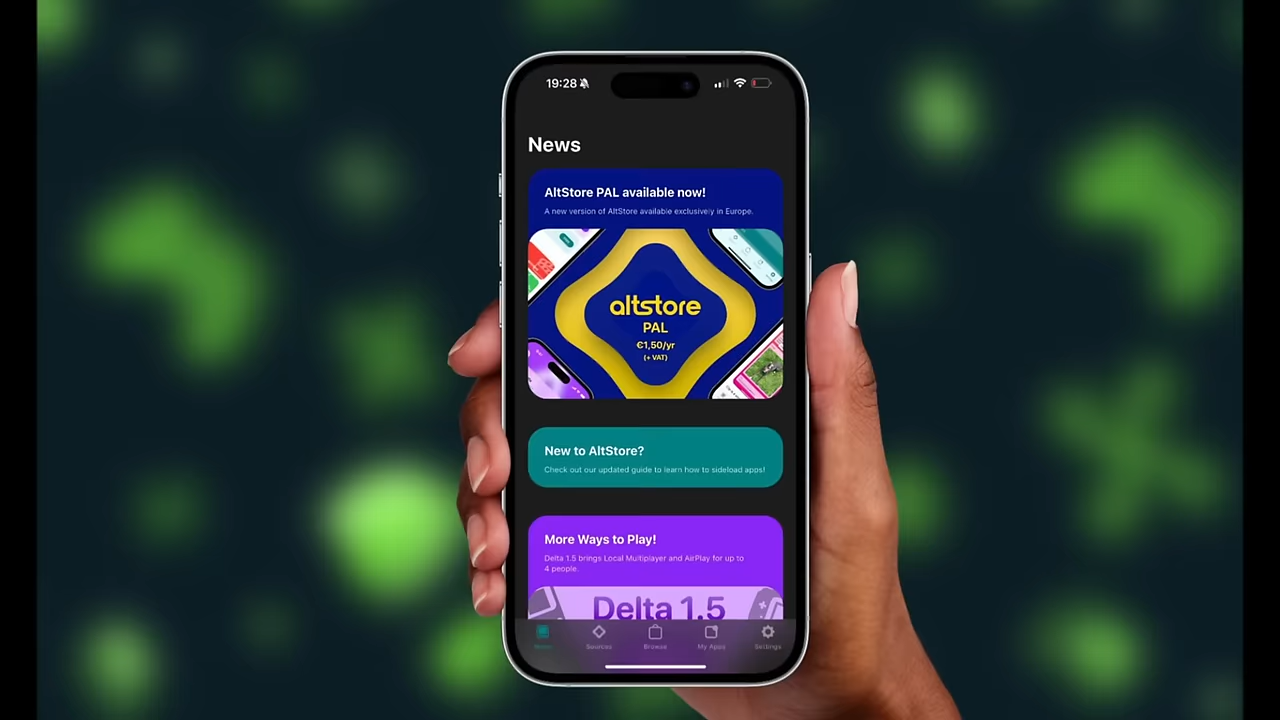 19:28
News
AltStore PAL available now!
A new version of AltStore available exclusively in Europe.
altstore
PAL
€1,50/yr
(+ VAT)
New to AltStore?
Check out our updated guide to learn how to sideload apps!
More Ways to Play!
Delta 1.5 brings Local Multiplayer and AirPlay for up to
4 people.
Delta 1.5
News Sources Browse My Apps Settings